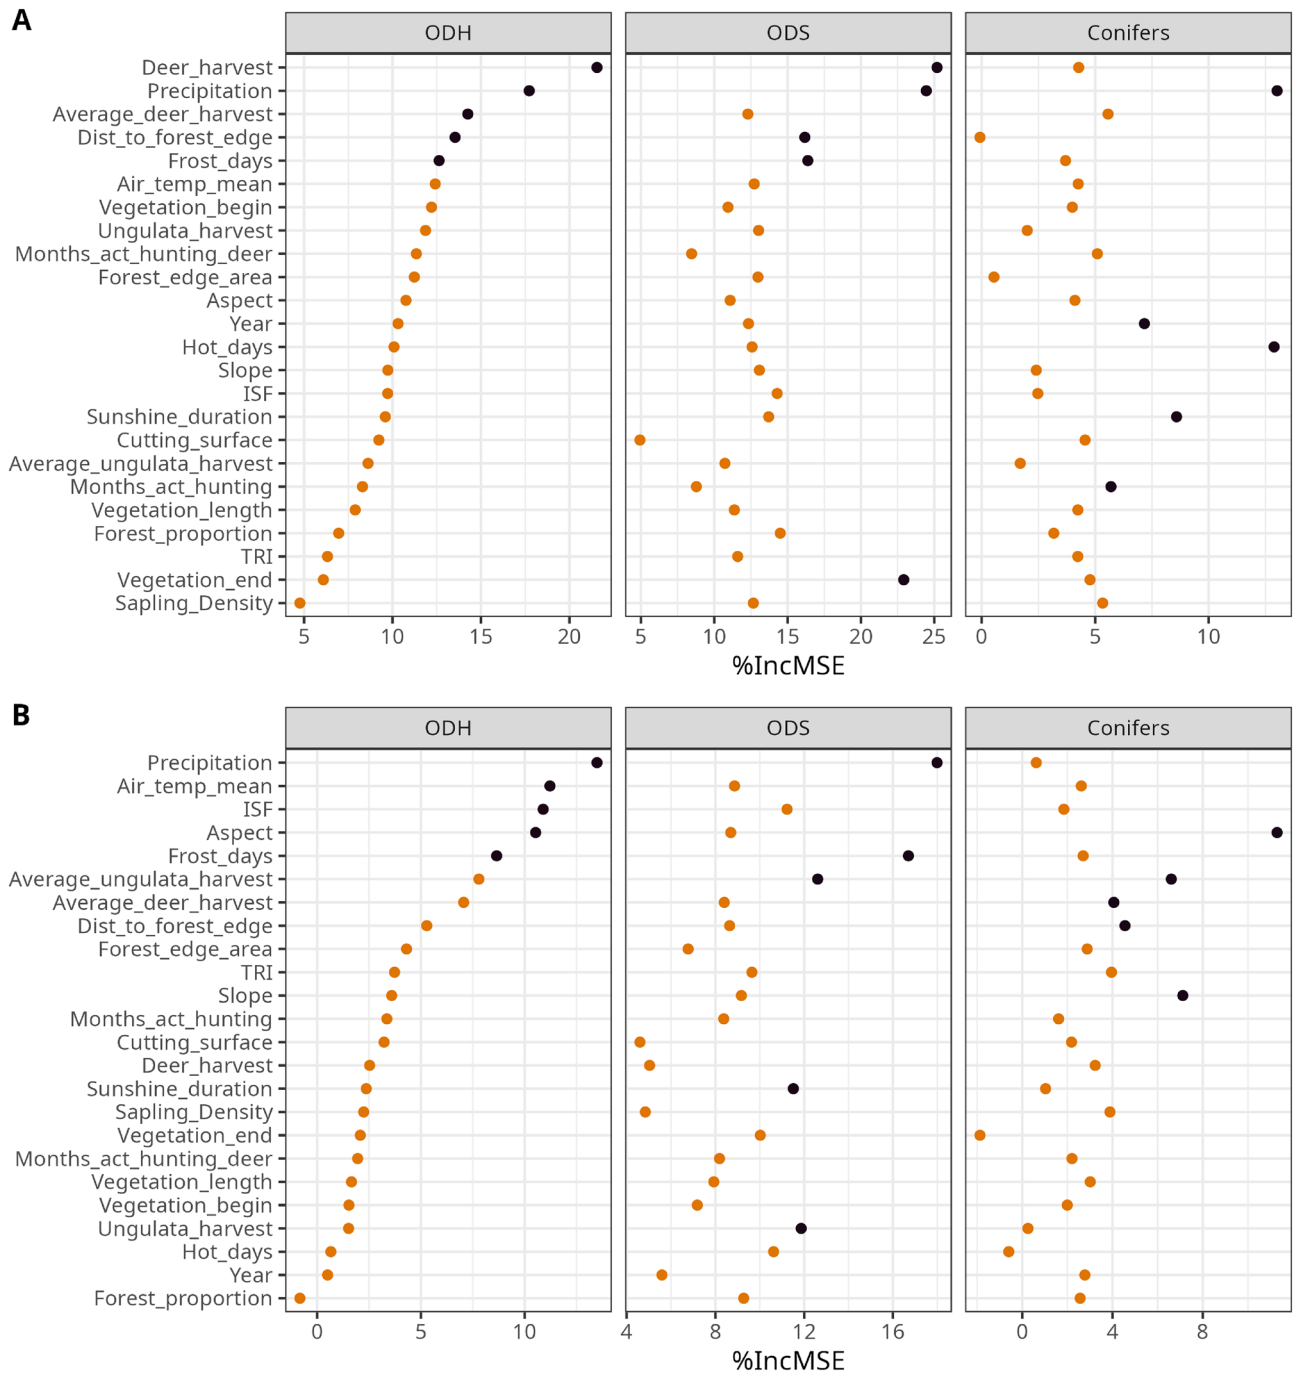 A
ODH ODS Conifers
Deer_harvest
Precipitation
Average_deer_harvest
Dist_to_forest_edge
Frost_days
Air_temp_mean
Vegetation_begin
Ungulata_harvest
Months_act_hunting_deer
Forest_edge_area
Aspect
Year
Hot_days
Slope
ISF
Sunshine_duration
Cutting_surface
Average_ungulata_harvest
Months_act_hunting
Vegetation_length
Forest_proportion
TRI
Vegetation_end
Sapling_Density
5 10 15 20 5 10 15 20 25 0 5 10
%IncMSE
B
ODH ODS Conifers
Precipitation
Air_temp_mean
ISF
Aspect
Frost_days
Average_ungulata_harvest
Average_deer_harvest
Dist_to_forest_edge
Forest_edge_area
TRI
Slope
Months_act_hunting
Cutting_surface
Deer_harvest
Sunshine_duration
Sapling_Density
Vegetation_end
Months_act_hunting_deer
Vegetation_length
Vegetation_begin
Ungulata_harvest
Hot_days
Year
Forest_proportion
0 5 10 4 8 12 16 0 4 8
%IncMSE